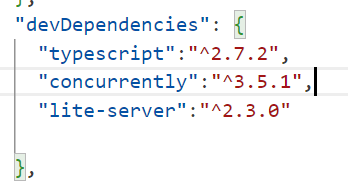 },
"devDependencies": {
"typescript":"^2.7.2",
"concurrently":"^3.5.1",
"lite-server":"^2.3.0"
},